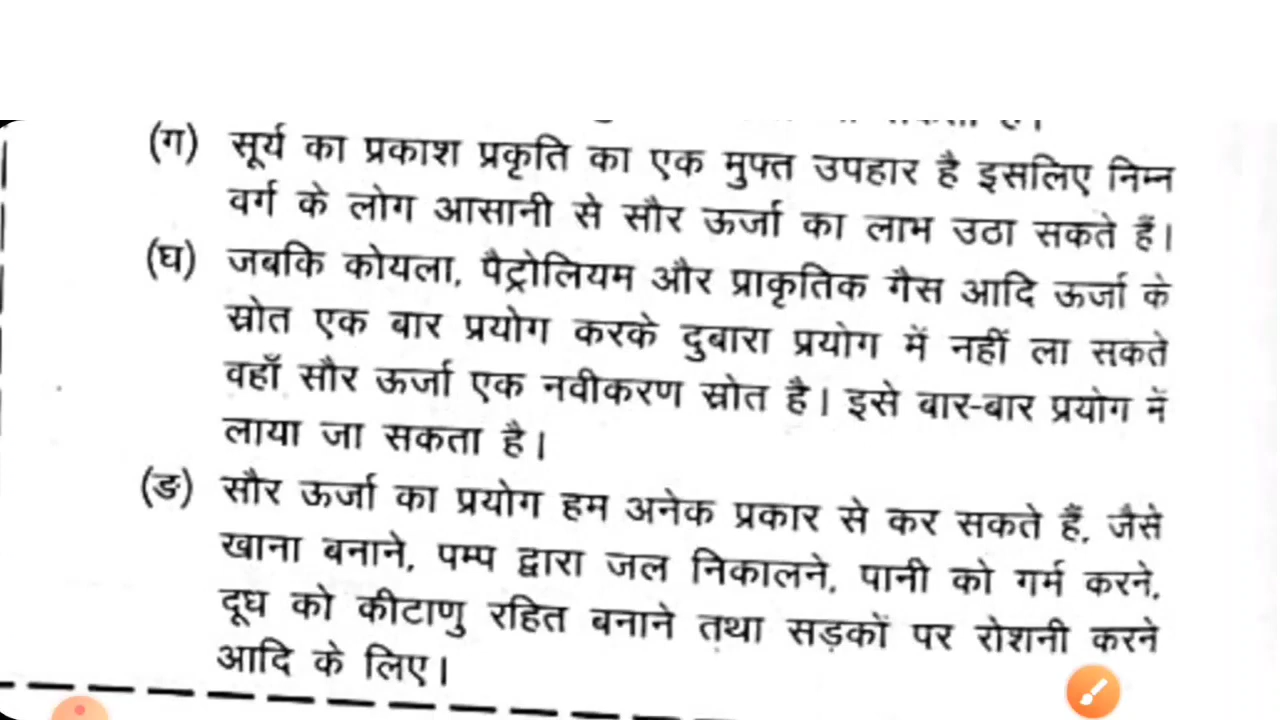 (ग) सूर्य का प्रकाश प्रकृति का एक मुफ्त उपहार है इसलिए निम्न
वर्ग के लोग आसानी से सौर ऊर्जा का लाभ उठा सकते हैं।
(घ) जबकि कोयला, पैट्रोलियम और प्राकृतिक गैस आदि ऊर्जा के
स्रोत एक बार प्रयोग करके दुबारा प्रयोग में नहीं ला सकते
वहाँ सौर ऊर्जा एक नवीकरण स्रोत है। इसे बार-बार प्रयोग में
लाया जा सकता है।
(ङ) सौर ऊर्जा का प्रयोग हम अनेक प्रकार से कर सकते हैं, जैसे
खाना बनाने, पम्प द्वारा जल निकालने, पानी को गर्म करने,
दूध को कीटाणु रहित बनाने तथा सड़कों पर रोशनी करने
आदि के लिए।